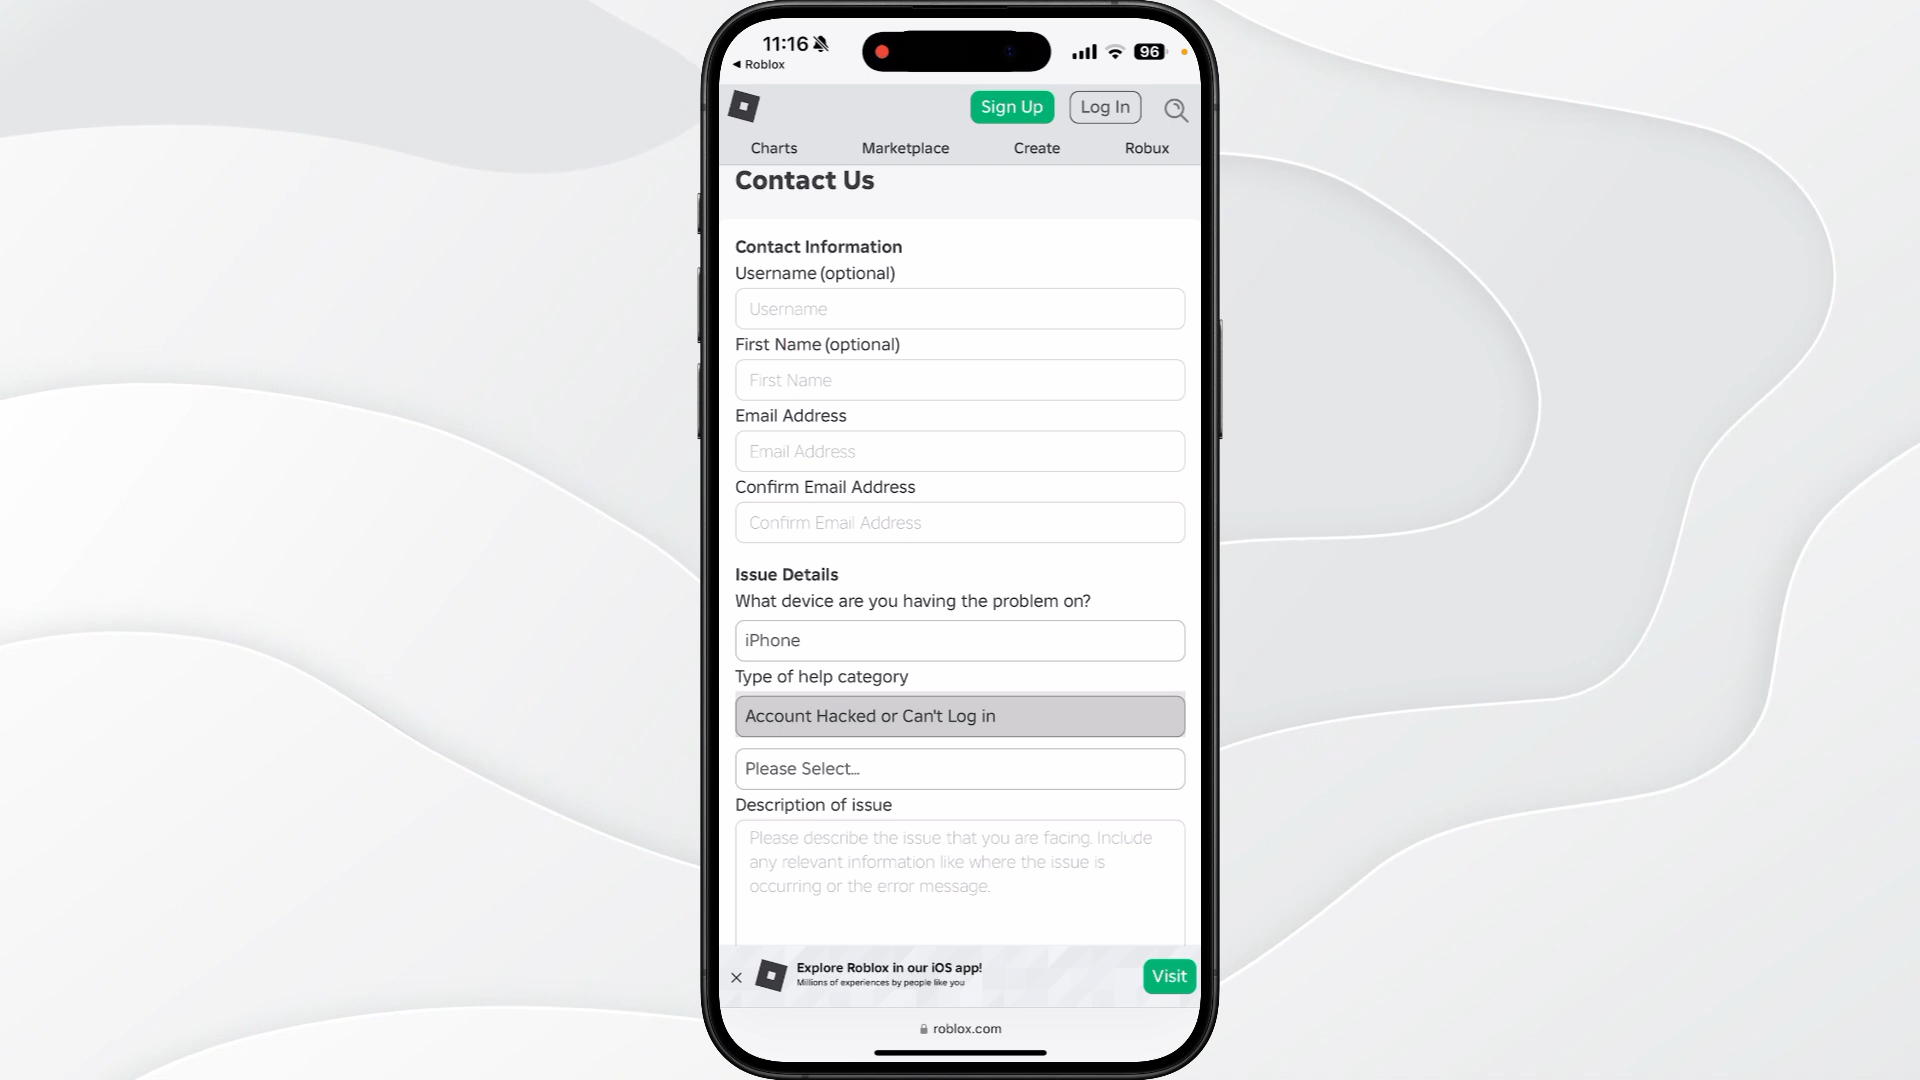 11:16
96
◄ Roblox
Sign Up
Log In
Charts
Marketplace
Create
Robux
Contact Us
Contact Information
Username (optional)
Username
First Name (optional)
First Name
Email Address
Email Address
Confirm Email Address
Confirm Email Address
Issue Details
What device are you having the problem on?
iPhone
Type of help category
Account Hacked or Can't Log in
Please Select...
Description of issue
Please describe the issue that you are facing. Include
any relevant information like where the issue is
occurring or the error message.
Explore Roblox in our iOS app!
Millions of experiences by people like you
Visit
roblox.com